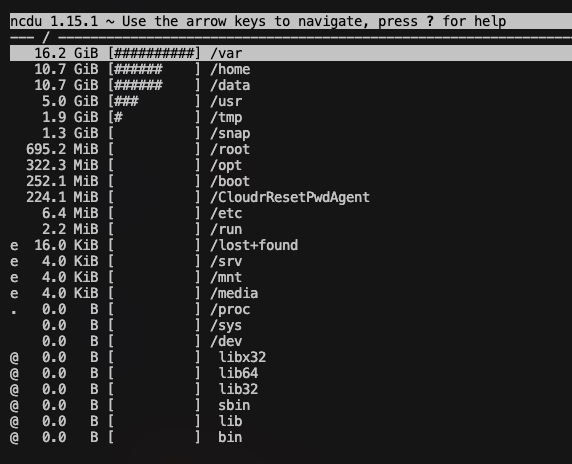 ncdu 1.15.1 ~ Use the arrow keys to navigate, press ? for help
--- / -----------------------------------------------------------------------
   16.2 GiB [##########] /var
   10.7 GiB [######    ] /home
   10.7 GiB [######    ] /data
    5.0 GiB [###       ] /usr
    1.9 GiB [#         ] /tmp
    1.3 GiB [          ] /snap
  695.2 MiB [          ] /root
  322.3 MiB [          ] /opt
  252.1 MiB [          ] /boot
  224.1 MiB [          ] /CloudrResetPwdAgent
    6.4 MiB [          ] /etc
    2.2 MiB [          ] /run
e  16.0 KiB [          ] /lost+found
e   4.0 KiB [          ] /srv
e   4.0 KiB [          ] /mnt
e   4.0 KiB [          ] /media
.   0.0   B [          ] /proc
    0.0   B [          ] /sys
    0.0   B [          ] /dev
@   0.0   B [          ]  libx32
@   0.0   B [          ]  lib64
@   0.0   B [          ]  lib32
@   0.0   B [          ]  sbin
@   0.0   B [          ]  lib
@   0.0   B [          ]  bin